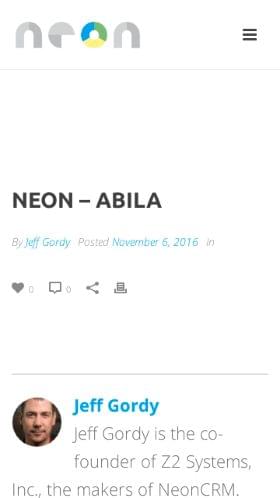 neon
NEON – ABILA
By Jeff Gordy Posted November 6, 2016 in
0 0
Jeff Gordy
Jeff Gordy is the co-
founder of Z2 Systems,
Inc., the makers of NeonCRM.